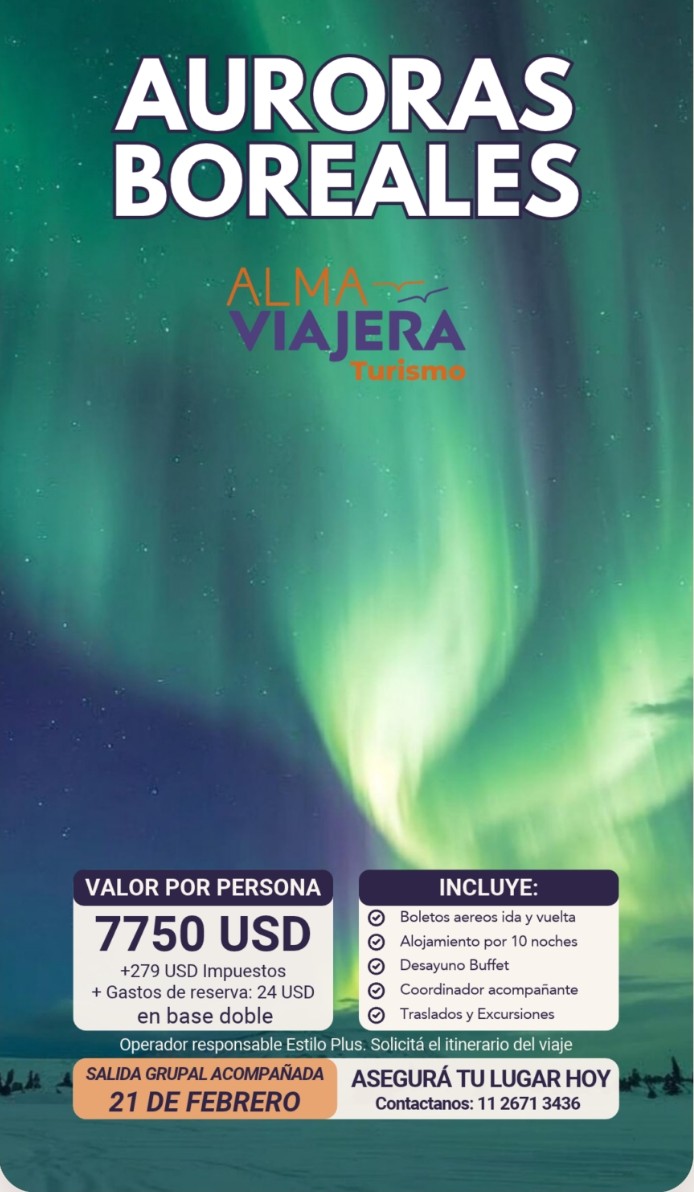 AURORAS
BOREALES
ALMA
VIAJERA
Turismo
VALOR POR PERSONA
7750 USD
+279 USD Impuestos
+ Gastos de reserva: 24 USD
en base doble
INCLUYE:
Boletos aereos ida y vuelta
Alojamiento por 10 noches
Desayuno Buffet
Coordinador acompañante
Traslados y Excursiones
Operador responsable Estilo Plus. Solicitá el itinerario del viaje
SALIDA GRUPAL ACOMPAÑADA
21 DE FEBRERO
ASEGURÁ TU LUGAR HOY
Contactanos: 11 2671 3436